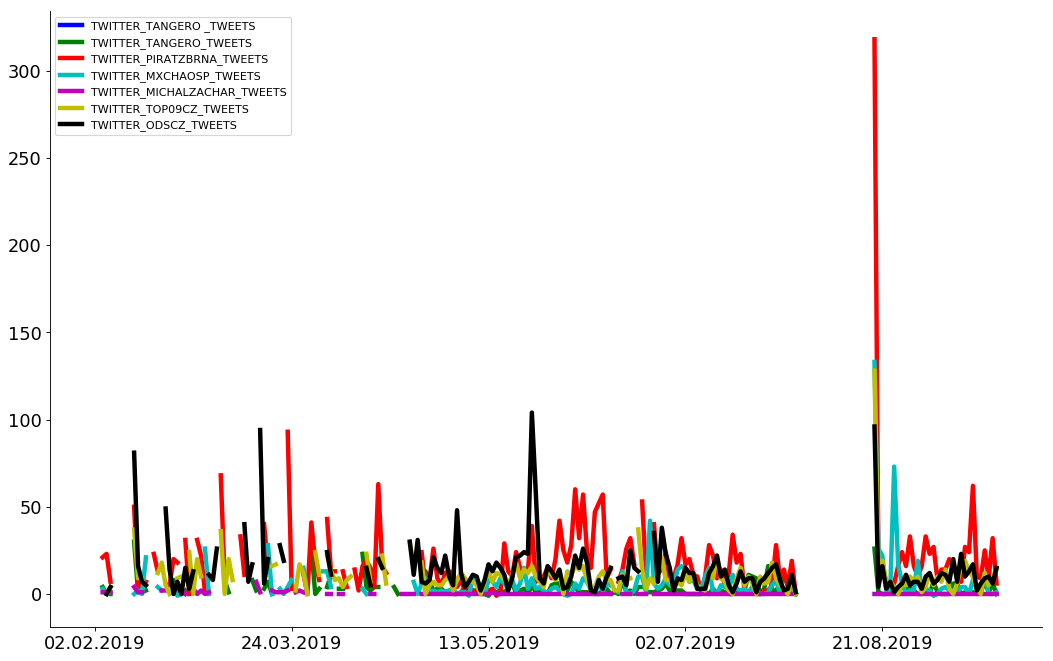 TWITTER_TANGERO _TWEETS
TWITTER_TANGERO_TWEETS
TWITTER_PIRATZBRNA_TWEETS
TWITTER_MXCHAOSP_TWEETS
TWITTER_MICHALZACHAR_TWEETS
TWITTER_TOP09CZ_TWEETS
TWITTER_ODSCZ_TWEETS
300
250
200
150
100
50
0
02.02.2019 24.03.2019 13.05.2019 02.07.2019 21.08.2019